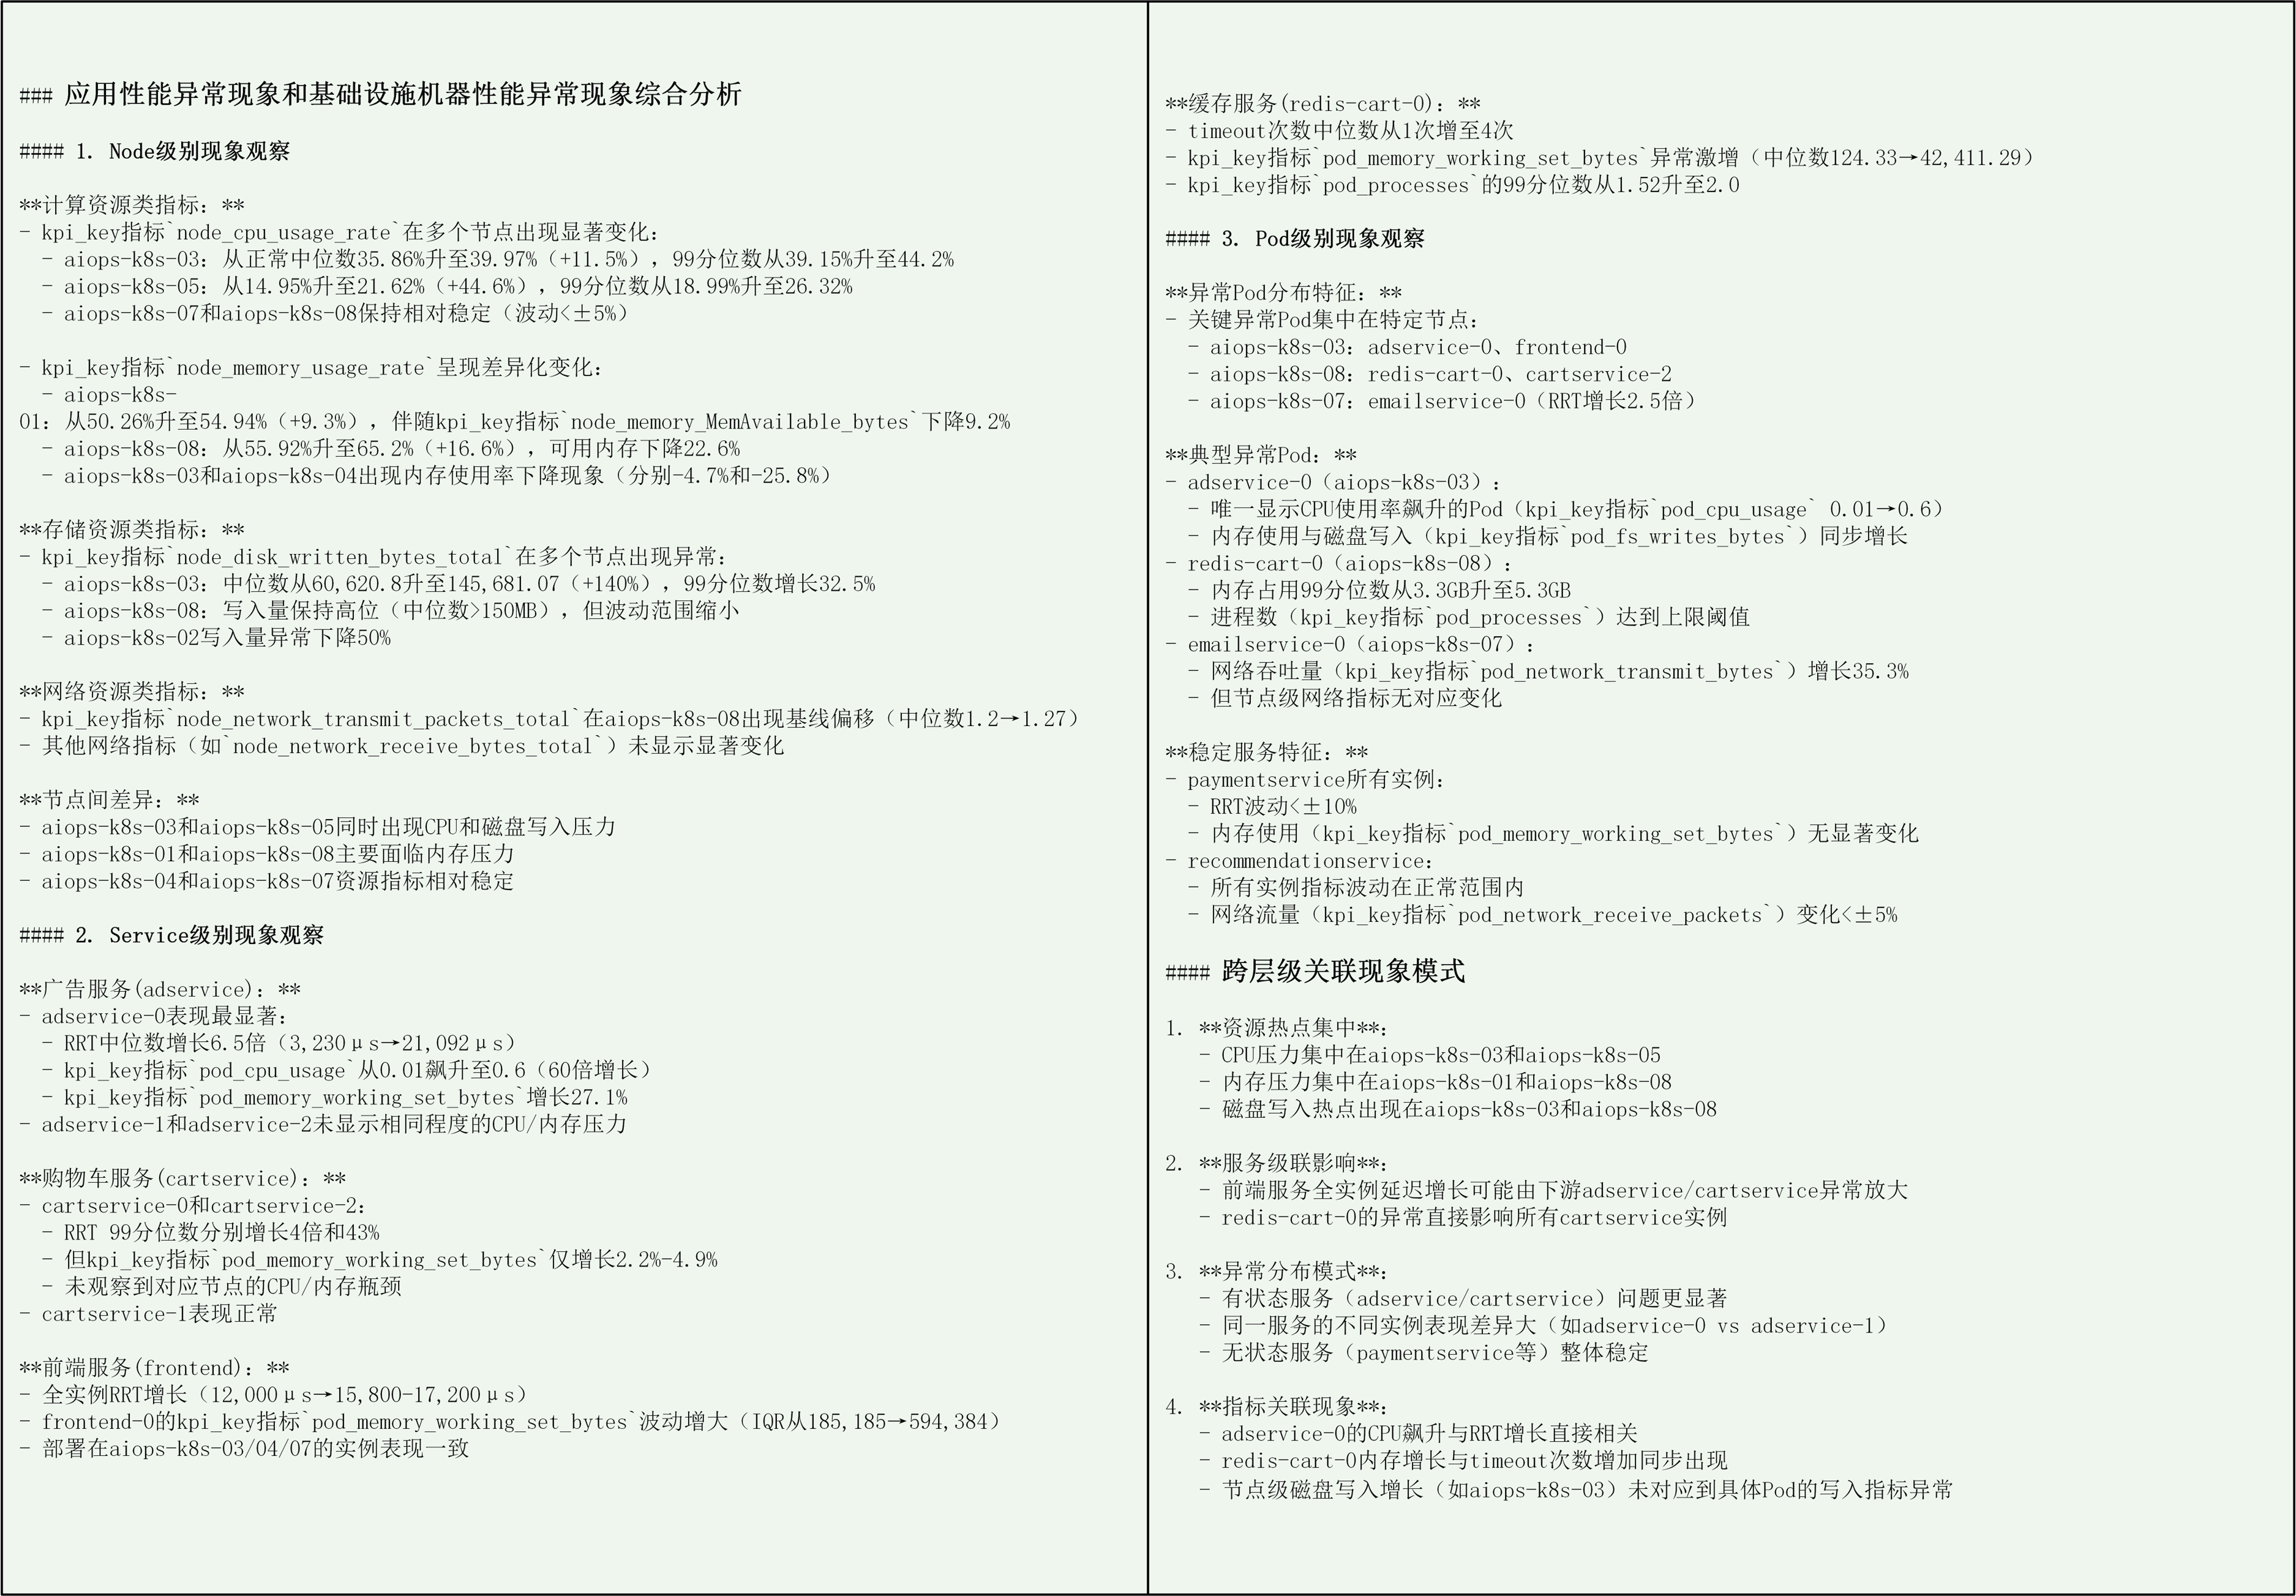 ### 应用性能异常现象和基础设施机器性能异常现象综合分析
#### 1. Node级别现象观察
**计算资源类指标：**
- kpi_key指标`node_cpu_usage_rate`在多个节点出现显著变化：
  - aiops-k8s-03：从正常中位数35.86%升至39.97%（+11.5%），99分位数从39.15%升至44.2%
  - aiops-k8s-05：从14.95%升至21.62%（+44.6%），99分位数从18.99%升至26.32%
  - aiops-k8s-07和aiops-k8s-08保持相对稳定（波动<±5%）
- kpi_key指标`node_memory_usage_rate`呈现差异化变化：
  - aiops-k8s-
01：从50.26%升至54.94%（+9.3%），伴随kpi_key指标`node_memory_MemAvailable_bytes`下降9.2%
  - aiops-k8s-08：从55.92%升至65.2%（+16.6%），可用内存下降22.6%
  - aiops-k8s-03和aiops-k8s-04出现内存使用率下降现象（分别-4.7%和-25.8%）
**存储资源类指标：**
- kpi_key指标`node_disk_written_bytes_total`在多个节点出现异常：
  - aiops-k8s-03：中位数从60,620.8升至145,681.07（+140%），99分位数增长32.5%
  - aiops-k8s-08：写入量保持高位（中位数>150MB），但波动范围缩小
  - aiops-k8s-02写入量异常下降50%
**网络资源类指标：**
- kpi_key指标`node_network_transmit_packets_total`在aiops-k8s-08出现基线偏移（中位数1.2→1.27）
- 其他网络指标（如`node_network_receive_bytes_total`）未显示显著变化
**节点间差异：**
- aiops-k8s-03和aiops-k8s-05同时出现CPU和磁盘写入压力
- aiops-k8s-01和aiops-k8s-08主要面临内存压力
- aiops-k8s-04和aiops-k8s-07资源指标相对稳定
#### 2. Service级别现象观察
**广告服务(adservice)：**
- adservice-0表现最显著：
  - RRT中位数增长6.5倍（3,230μs→21,092μs）
  - kpi_key指标`pod_cpu_usage`从0.01飙升至0.6（60倍增长）
  - kpi_key指标`pod_memory_working_set_bytes`增长27.1%
- adservice-1和adservice-2未显示相同程度的CPU/内存压力
**购物车服务(cartservice)：**
- cartservice-0和cartservice-2：
  - RRT 99分位数分别增长4倍和43%
  - 但kpi_key指标`pod_memory_working_set_bytes`仅增长2.2%-4.9%
  - 未观察到对应节点的CPU/内存瓶颈
- cartservice-1表现正常
**前端服务(frontend)：**
- 全实例RRT增长（12,000μs→15,800-17,200μs）
- frontend-0的kpi_key指标`pod_memory_working_set_bytes`波动增大（IQR从185,185→594,384）
- 部署在aiops-k8s-03/04/07的实例表现一致
**缓存服务(redis-cart-0)：**
- timeout次数中位数从1次增至4次
- kpi_key指标`pod_memory_working_set_bytes`异常激增（中位数124.33→42,411.29）
- kpi_key指标`pod_processes`的99分位数从1.52升至2.0
#### 3. Pod级别现象观察
**异常Pod分布特征：**
- 关键异常Pod集中在特定节点：
  - aiops-k8s-03：adservice-0、frontend-0
  - aiops-k8s-08：redis-cart-0、cartservice-2
  - aiops-k8s-07：emailservice-0（RRT增长2.5倍）
**典型异常Pod：**
- adservice-0（aiops-k8s-03）：
  - 唯一显示CPU使用率飙升的Pod（kpi_key指标`pod_cpu_usage` 0.01→0.6）
  - 内存使用与磁盘写入（kpi_key指标`pod_fs_writes_bytes`）同步增长
- redis-cart-0（aiops-k8s-08）：
  - 内存占用99分位数从3.3GB升至5.3GB
  - 进程数（kpi_key指标`pod_processes`）达到上限阈值
- emailservice-0（aiops-k8s-07）：
  - 网络吞吐量（kpi_key指标`pod_network_transmit_bytes`）增长35.3%
  - 但节点级网络指标无对应变化
**稳定服务特征：**
- paymentservice所有实例：
  - RRT波动<±10%
  - 内存使用（kpi_key指标`pod_memory_working_set_bytes`）无显著变化
- recommendationservice：
  - 所有实例指标波动在正常范围内
  - 网络流量（kpi_key指标`pod_network_receive_packets`）变化<±5%
#### 跨层级关联现象模式
1. **资源热点集中**：
   - CPU压力集中在aiops-k8s-03和aiops-k8s-05
   - 内存压力集中在aiops-k8s-01和aiops-k8s-08
   - 磁盘写入热点出现在aiops-k8s-03和aiops-k8s-08
2. **服务级联影响**：
   - 前端服务全实例延迟增长可能由下游adservice/cartservice异常放大
   - redis-cart-0的异常直接影响所有cartservice实例
3. **异常分布模式**：
   - 有状态服务（adservice/cartservice）问题更显著
   - 同一服务的不同实例表现差异大（如adservice-0 vs adservice-1）
   - 无状态服务（paymentservice等）整体稳定
4. **指标关联现象**：
   - adservice-0的CPU飙升与RRT增长直接相关
   - redis-cart-0内存增长与timeout次数增加同步出现
   - 节点级磁盘写入增长（如aiops-k8s-03）未对应到具体Pod的写入指标异常